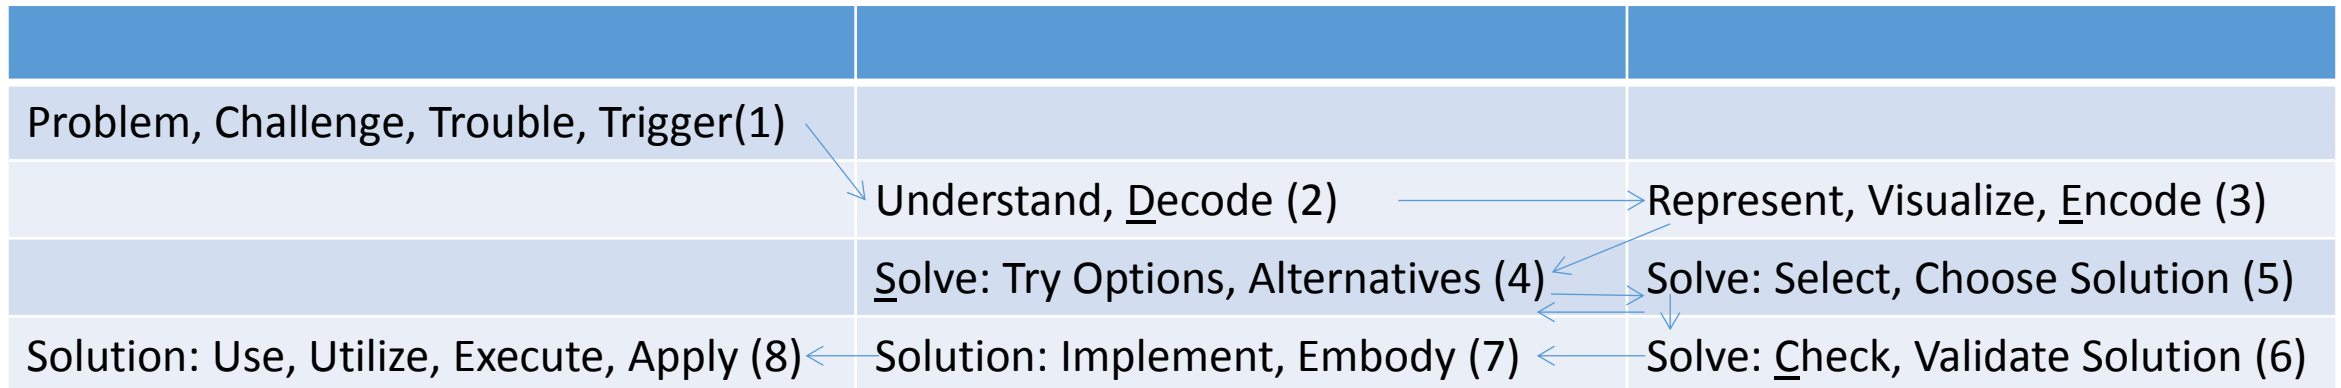 Problem, Challenge, Trouble, Trigger(1)
Understand, Decode (2)
Represent, Visualize, Encode (3)
Solve: Try Options, Alternatives (4)
Solve: Select, Choose Solution (5)
Solution: Use, Utilize, Execute, Apply (8)
Solution: Implement, Embody (7)
Solve: Check, Validate Solution (6)